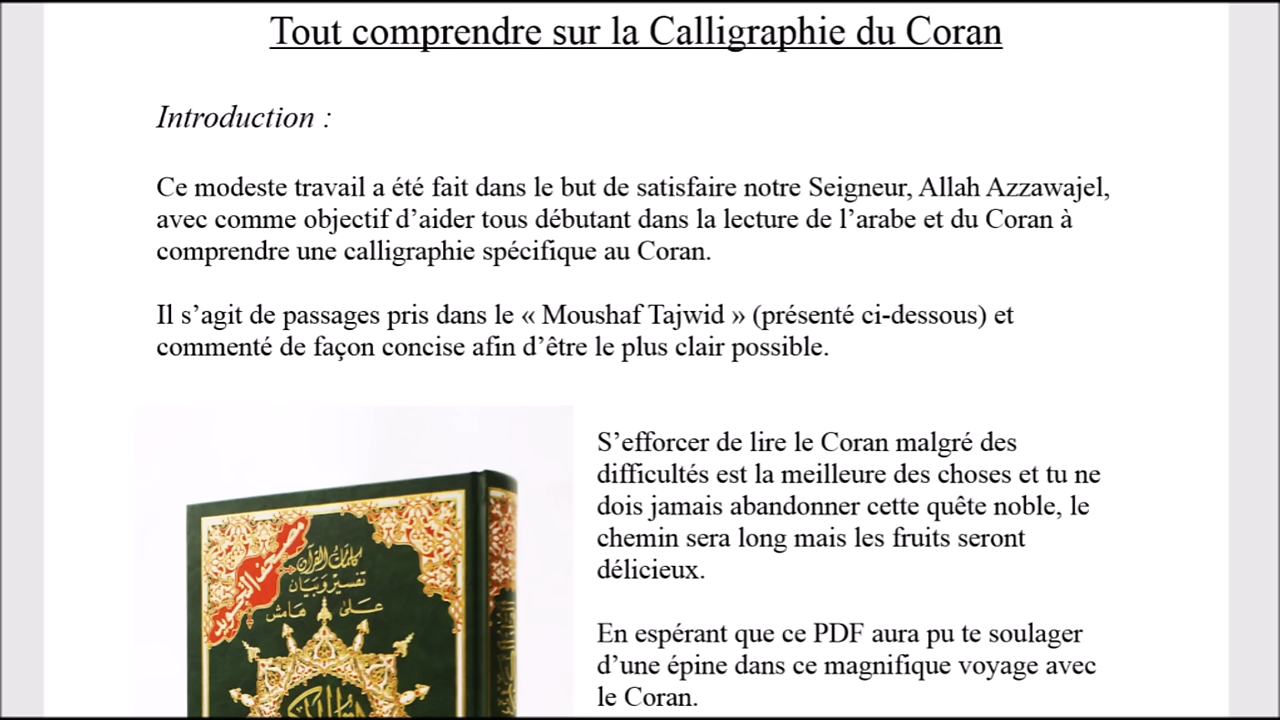 Tout comprendre sur la Calligraphie du Coran
Introduction :
Ce modeste travail a été fait dans le but de satisfaire notre Seigneur, Allah Azzawajel,
avec comme objectif d’aider tous débutant dans la lecture de l’arabe et du Coran à
comprendre une calligraphie spécifique au Coran.
Il s’agit de passages pris dans le « Moushaf Tajwid » (présenté ci-dessous) et
commenté de façon concise afin d’être le plus clair possible.
مصحف التجويد
كلمات القرآن
تفسير وبيان
على هامش
S’efforcer de lire le Coran malgré des
difficultés est la meilleure des choses et tu ne
dois jamais abandonner cette quête noble, le
chemin sera long mais les fruits seront
délicieux.
En espérant que ce PDF aura pu te soulager
d’une épine dans ce magnifique voyage avec
le Coran.